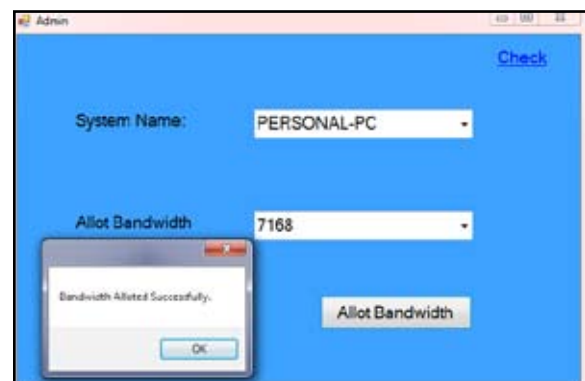 Admin
Check
System Name:
PERSONAL-PC
Allot Bandwidth
7168
Bandwidth Alloted Successfully.
OK
Allot Bandwidth